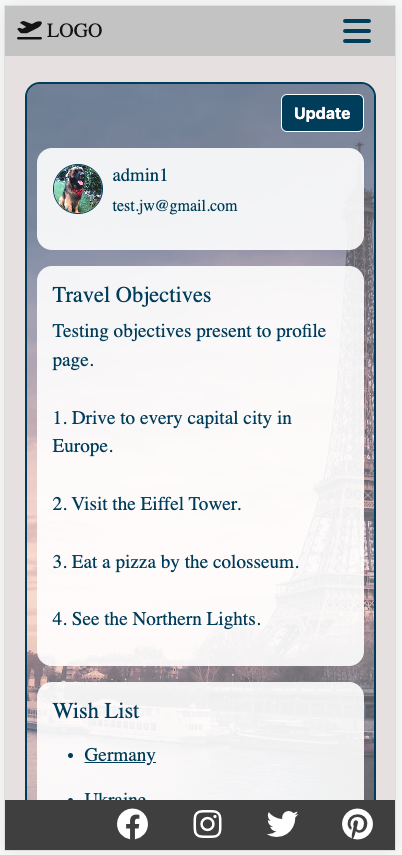 LOGO
Update
admin1
test.jw@gmail.com
Travel Objectives
Testing objectives present to profile
page.
1. Drive to every capital city in
Europe.
2. Visit the Eiffel Tower.
3. Eat a pizza by the colosseum.
4. See the Northern Lights.
Wish List
• Germany
• Ukraine